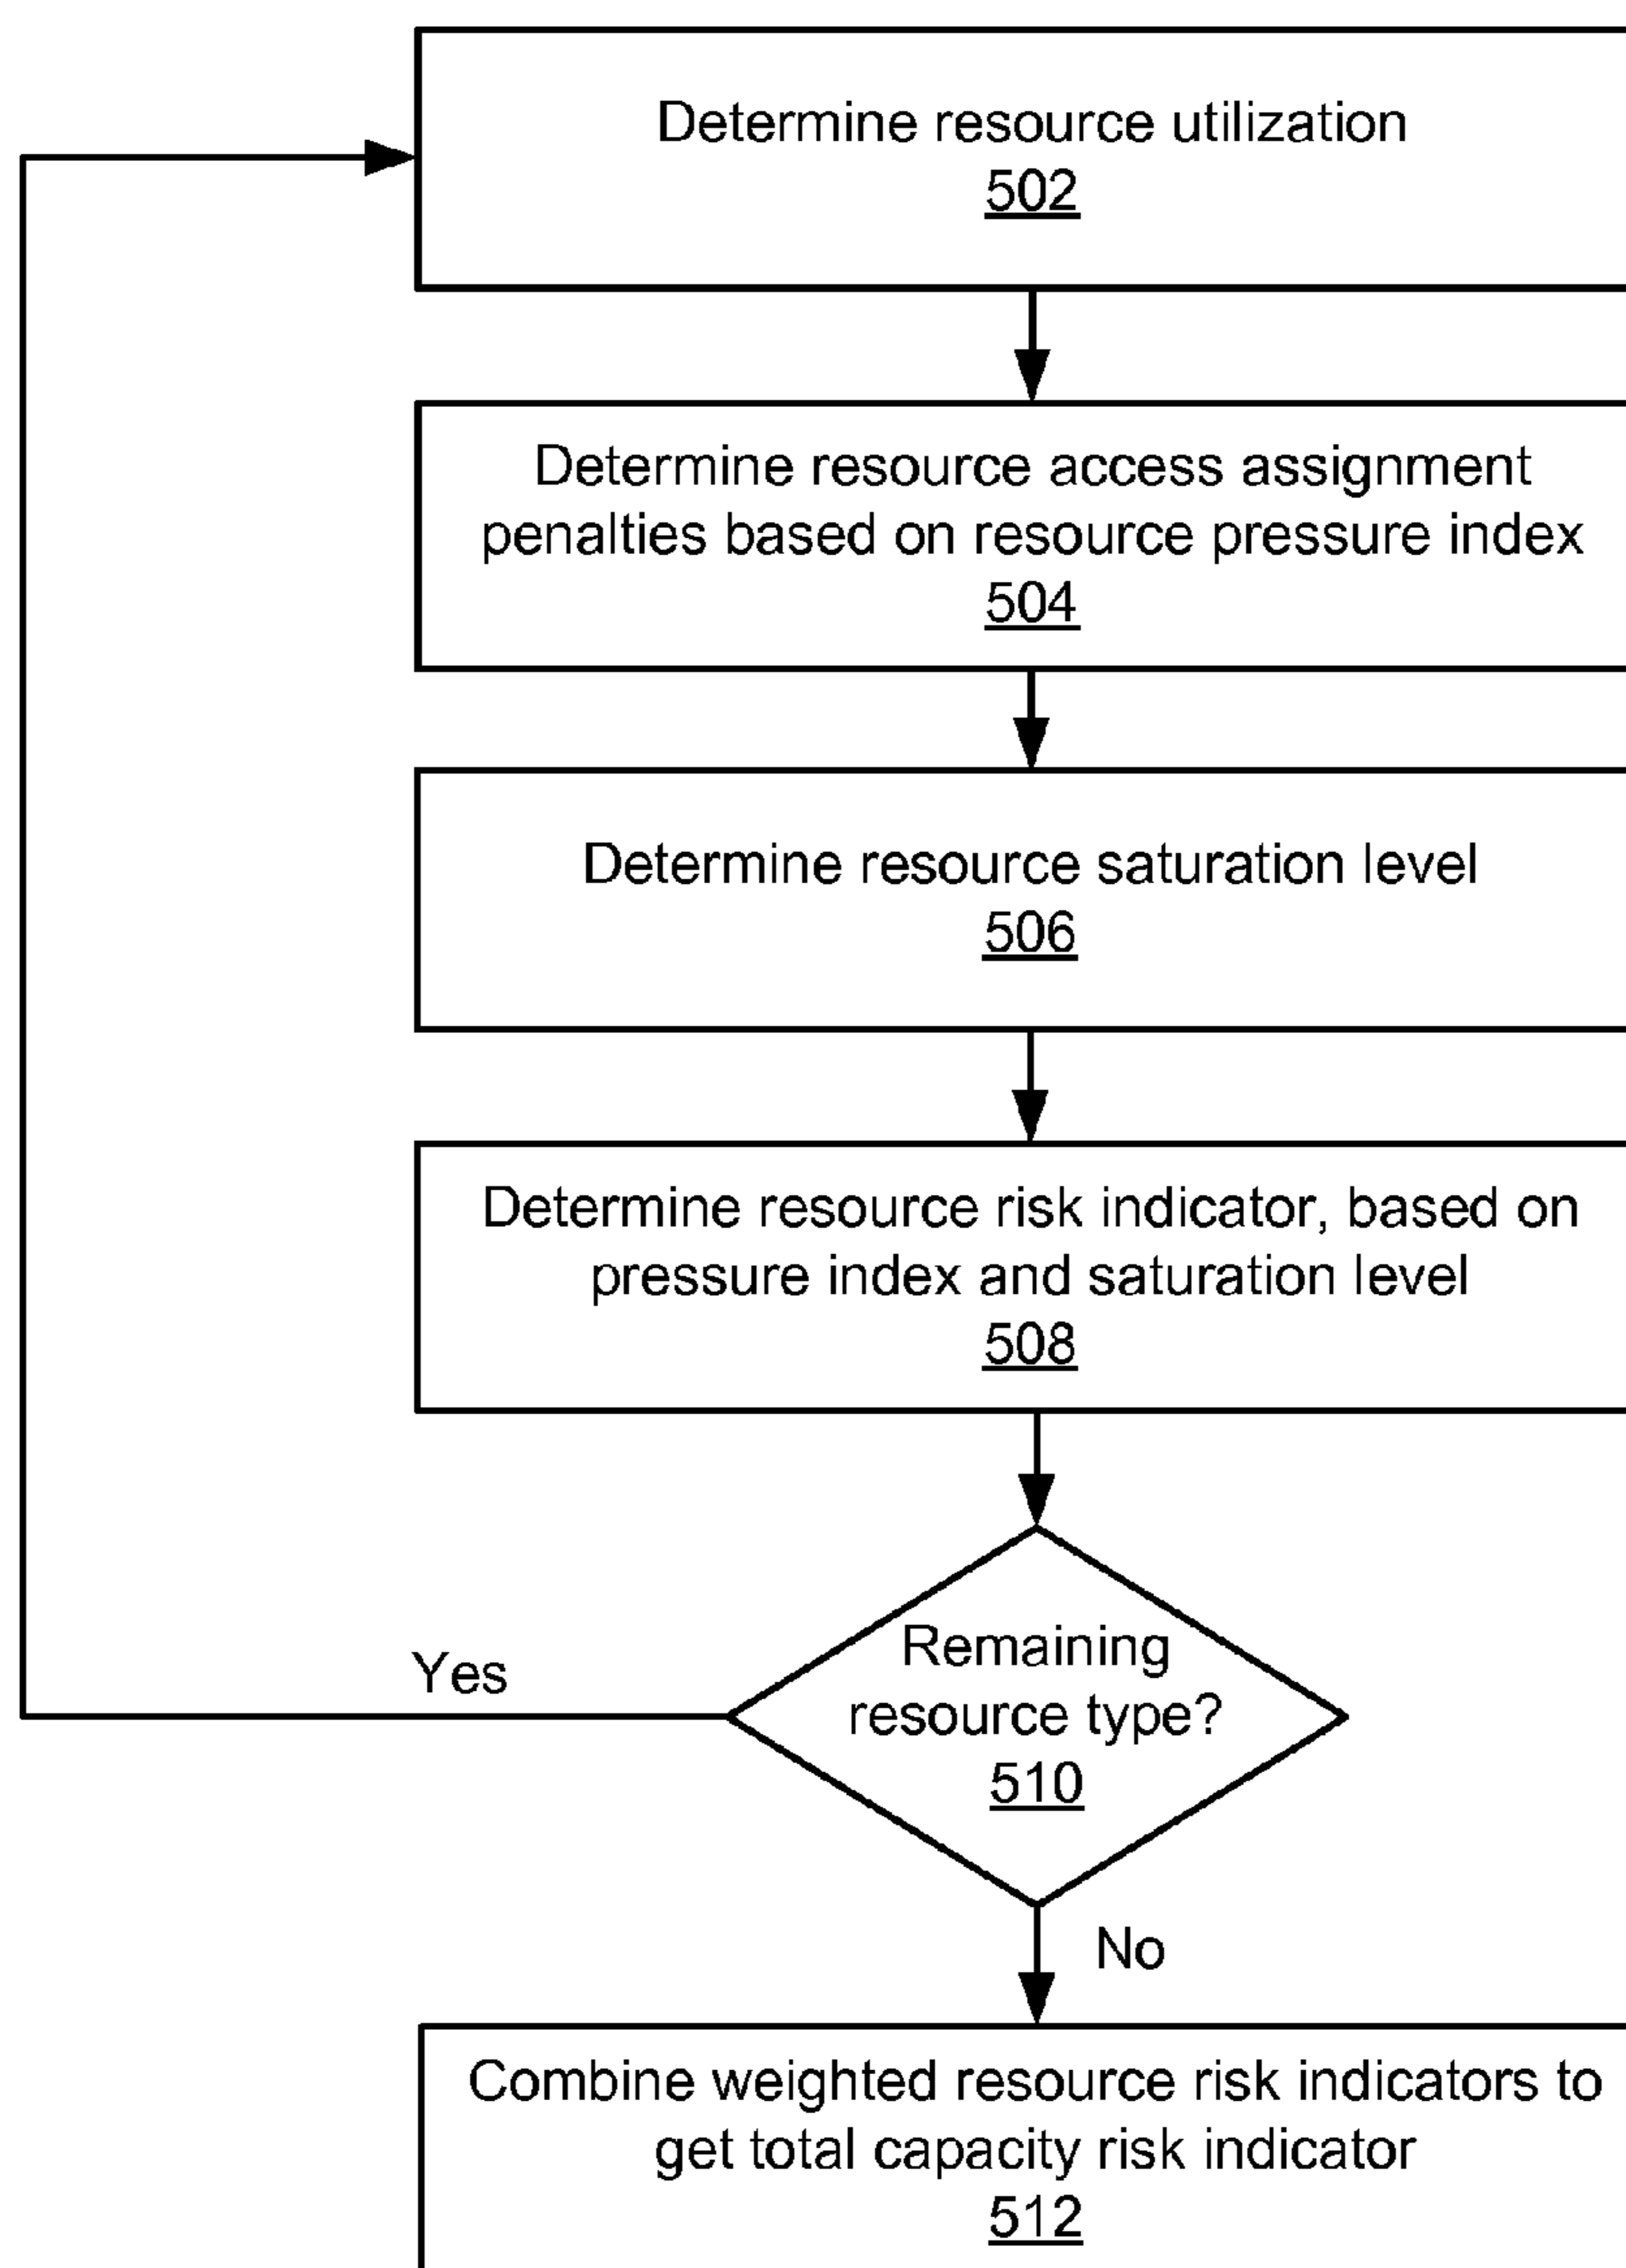 Determine resource utilization
502
Determine resource access assignment
penalties based on resource pressure index
504
Determine resource saturation level
506
Determine resource risk indicator, based on
pressure index and saturation level
508
Remaining
resource type?
510
Yes
No
Combine weighted resource risk indicators to
get total capacity risk indicator
512